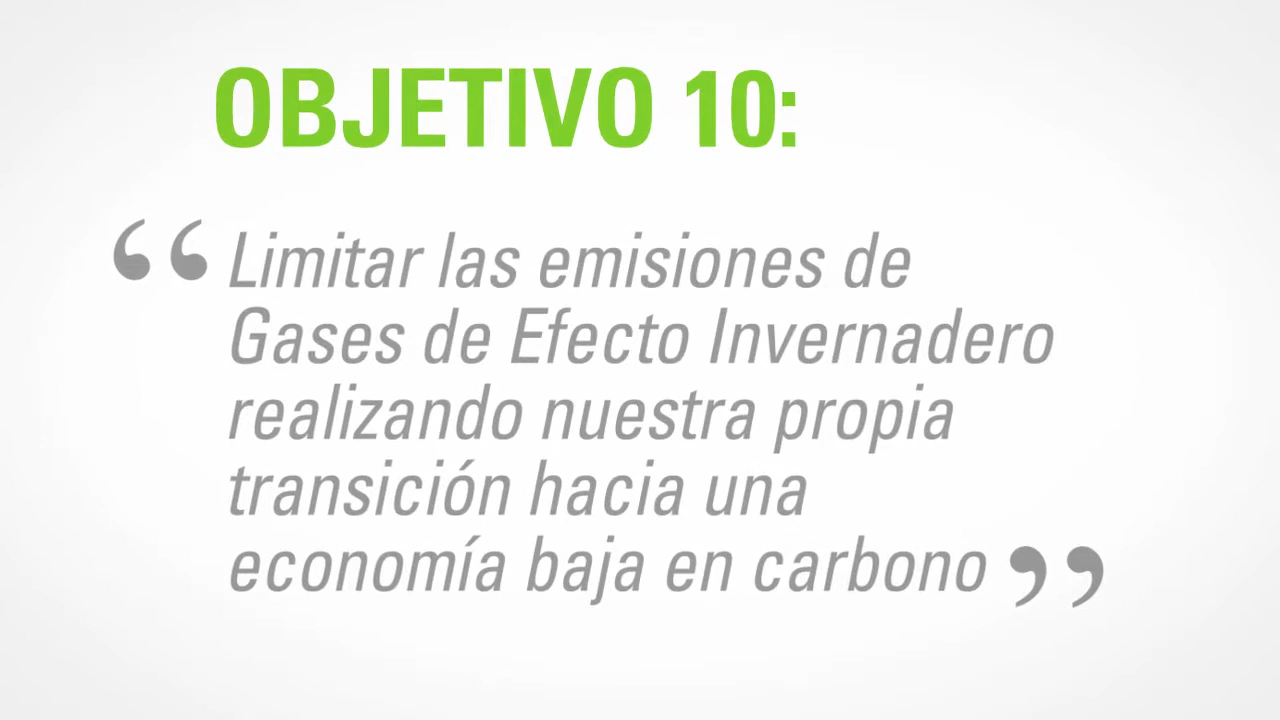 OBJETIVO 10:
“Limitar las emisiones de
Gases de Efecto Invernadero
realizando nuestra propia
transición hacia una
economía baja en carbono”